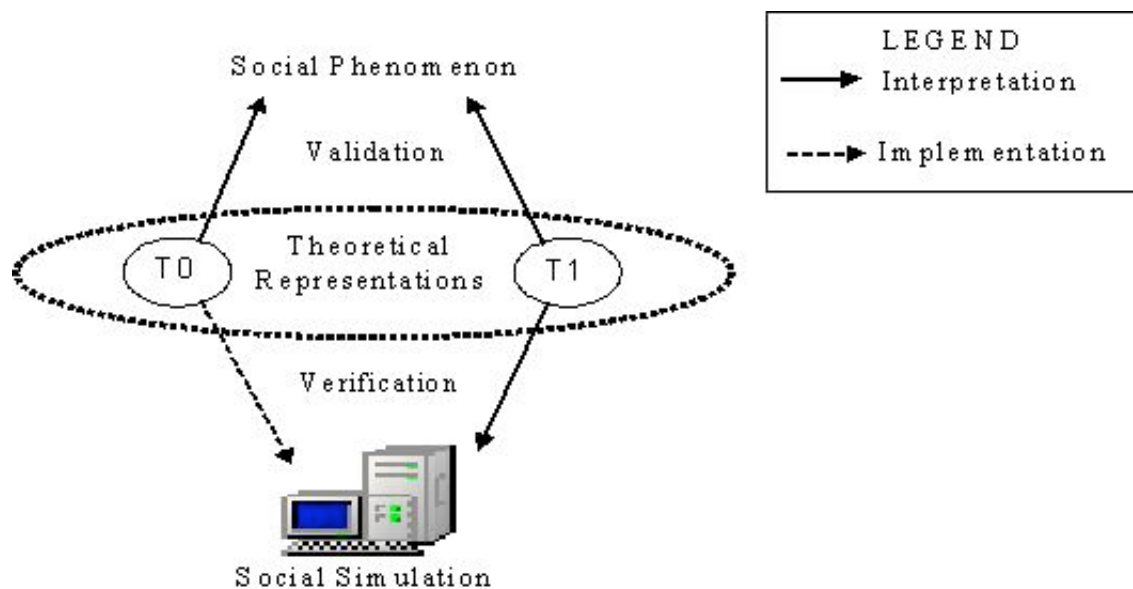 LEGEND
Interpretation
Implementation
Social Phenomenon
Validation
Theoretical
Representations
T0
T1
Verification
Social Simulation